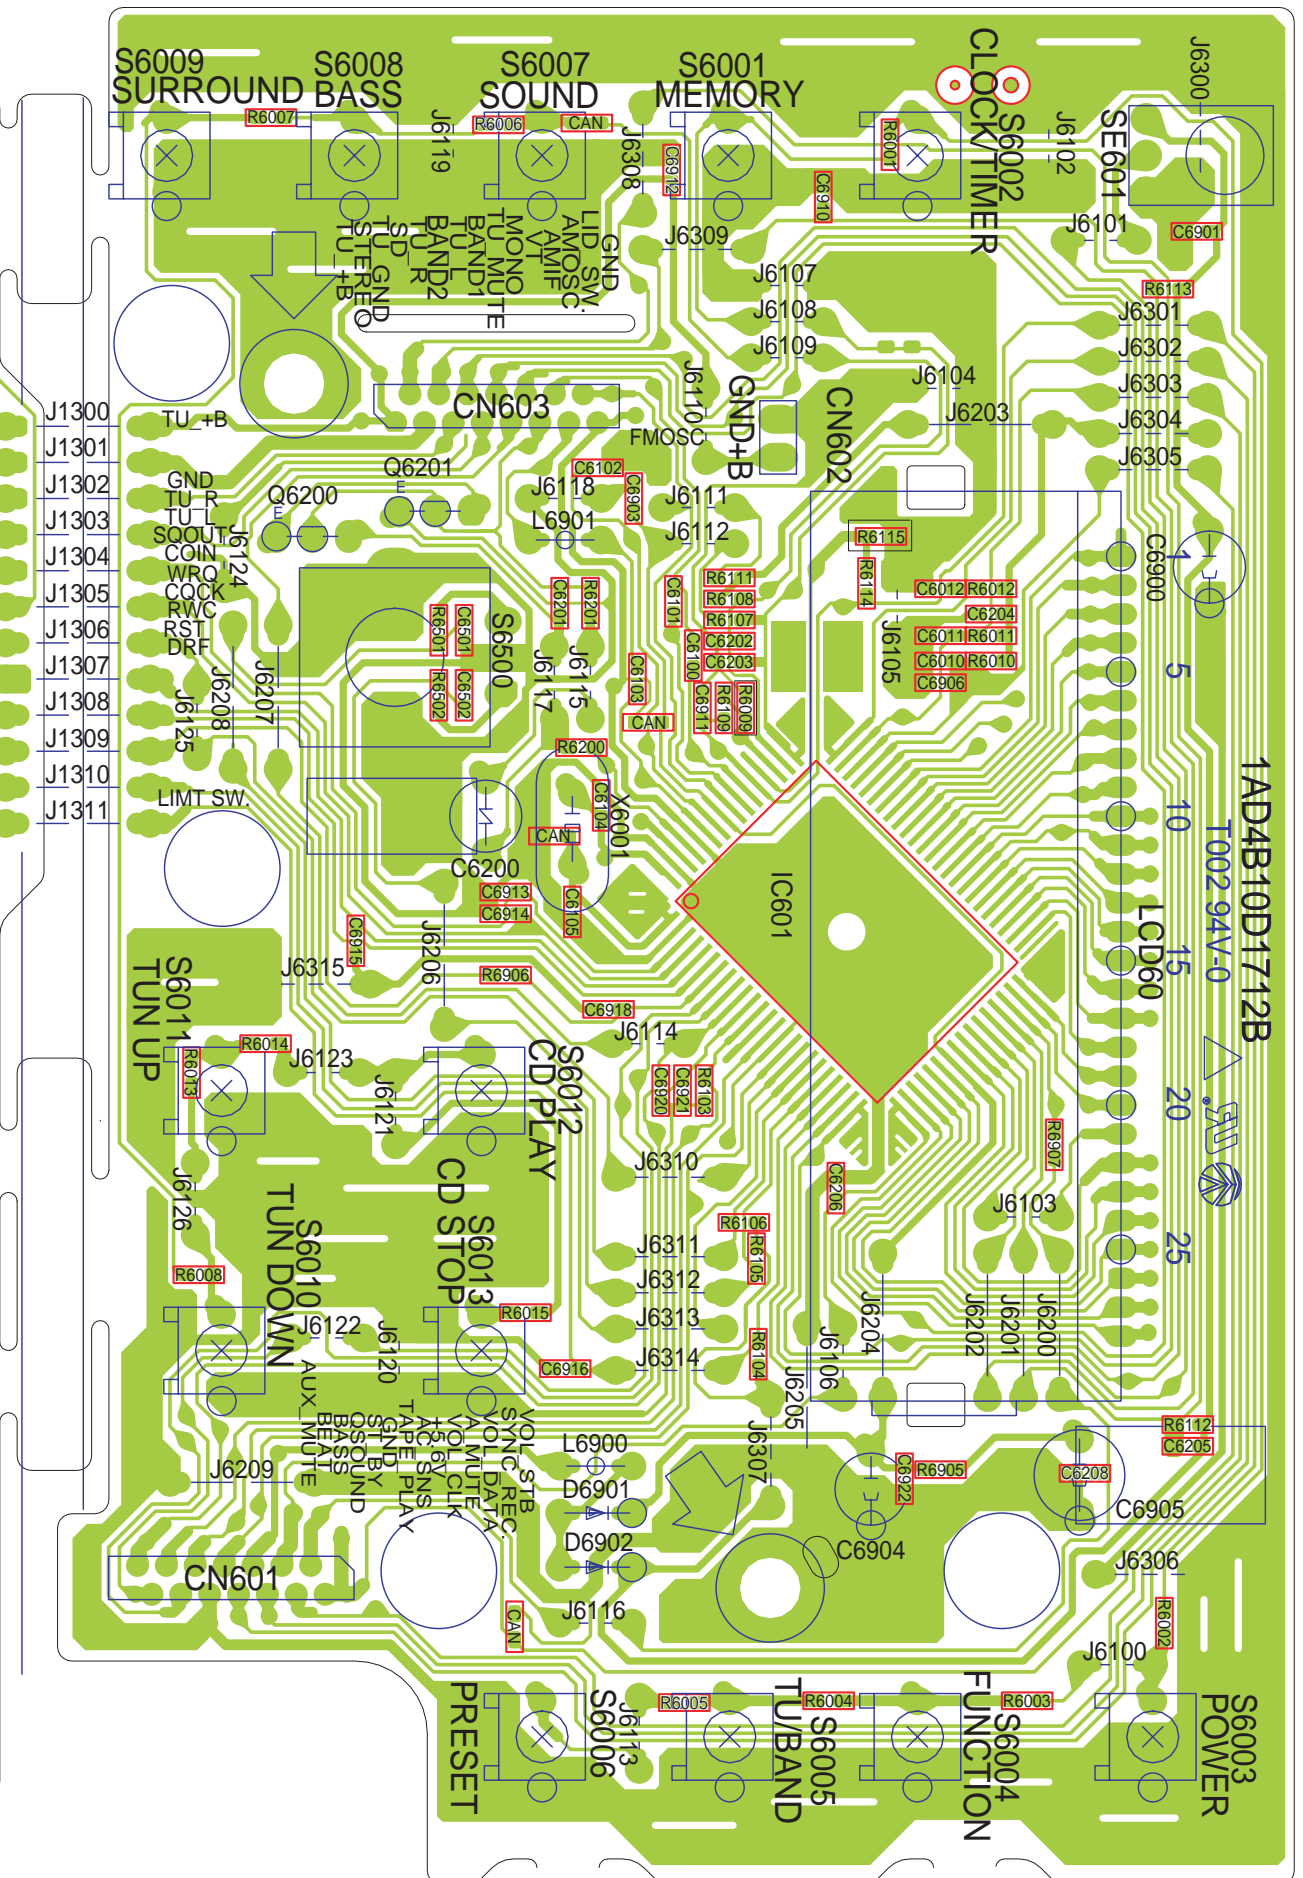 S6009
SURROUND
S6008
BASS
S6007
SOUND
S6001
MEMORY
CLOCK/TIMER
S6002
J6300
SE601
J6102
R6007
J6119
R6006
CAN
J6308
C6912
R6001
C6910
J6101
C6901
J6309
GND
LID SW.
AMOSC
AMIF
VT
MONO
TU_MUTE
BAND1
TU_L
BAND2
TU_R
SD
TU_GND
STEREO
TU_+B
J6107
J6108
J6109
R6113
J6301
J6302
J6303
J6304
J6305
J6104
J6203
CN603
J6110
FMOSC
GND+B
CN602
J1300
J1301
J1302
J1303
J1304
J1305
J1306
J1307
J1308
J1309
J1310
J1311
TU_+B
GND
TU_R
TU_L
SQOUT
COIN
WRQ
CQCK
RWC
RST
DRF
LIMT SW.
J6124
Q6200
E
Q6201
E
C6102
J6118
C6903
L6901
J6111
J6112
R6115
R6114
R6111
R6108
R6107
C6202
C6203
C6101
C6100
C6201
R6201
C6103
C6911
R6109
R6009
CAN
J6105
C6012
R6012
C6204
C6011
R6011
C6010
R6010
C6906
C6900
1
5
10
15
20
25
R6501
C6501
R6502
C6502
S6500
J6117
J6115
J6125
J6208
J6207
R6200
C6104
X6001
CAN
C6105
C6200
C6913
C6914
C6915
J6206
R6906
C6918
J6315
IC601
LCD60
1AD4B10D1712B
T002 94V-0
S6011
TUN UP
R6014
R6013
J6123
J6121
S6012
CD PLAY
J6114
C6920
C6921
R6103
R6907
J6310
C6206
J6103
J6126
R6008
S6010
TUN DOWN
CD STOP
S6013
R6015
J6122
J6120
C6916
J6311
J6312
J6313
J6314
R6106
R6105
R6104
J6106
J6204
J6202
J6201
J6200
J6205
J6307
AUX_MUTE
BEAT
BASS
QSOUND
ST BY
GND
TAPE_PLAY
AC_SNS
+5.6V
VOL_CLK
A.MUTE
VOL_DATA
SYNC_REC.
VOL_STB
J6209
CN601
L6900
D6901
D6902
J6116
CAN
C6922
C6904
R6905
C6208
C6905
R6112
C6205
J6306
R6002
J6100
PRESET
S6006
J6113
R6005
TU/BAND
S6005
R6004
FUNCTION
S6004
R6003
S6003
POWER